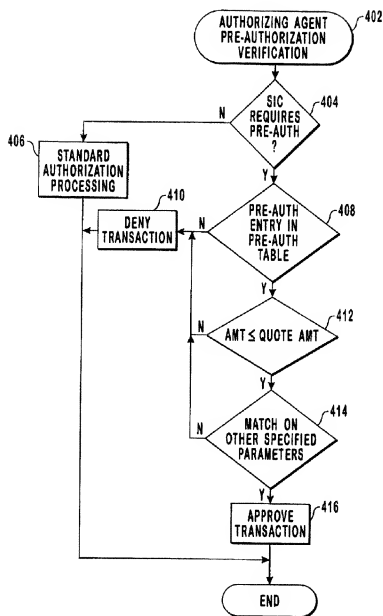 AUTHORIZING AGENT
PRE-AUTHORIZATION
VERIFICATION
402
N
SIC
REQUIRES
PRE-AUTH
?
404
406
STANDARD
AUTHORIZATION
PROCESSING
Y
410
DENY
TRANSACTION
N
PRE-AUTH
ENTRY IN
PRE-AUTH
TABLE
408
Y
412
N
AMT ≤ QUOTE AMT
Y
414
N
MATCH ON
OTHER SPECIFIED
PARAMETERS
Y
416
APPROVE
TRANSACTION
END